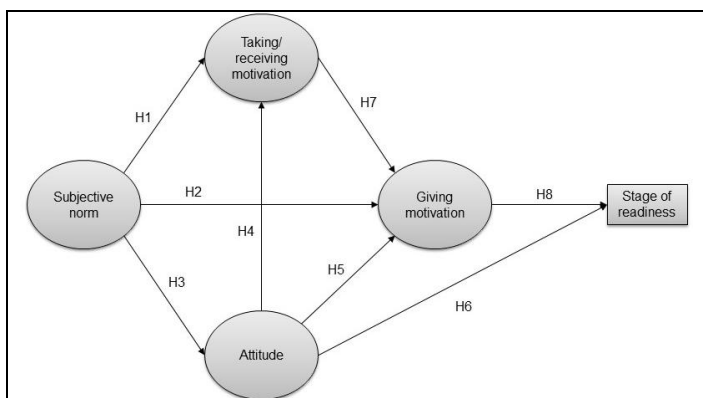 Taking/
receiving
motivation
H1
H7
Subjective
norm
H2
Giving
motivation
H8
Stage of
readiness
H4
H3
H5
H6
Attitude